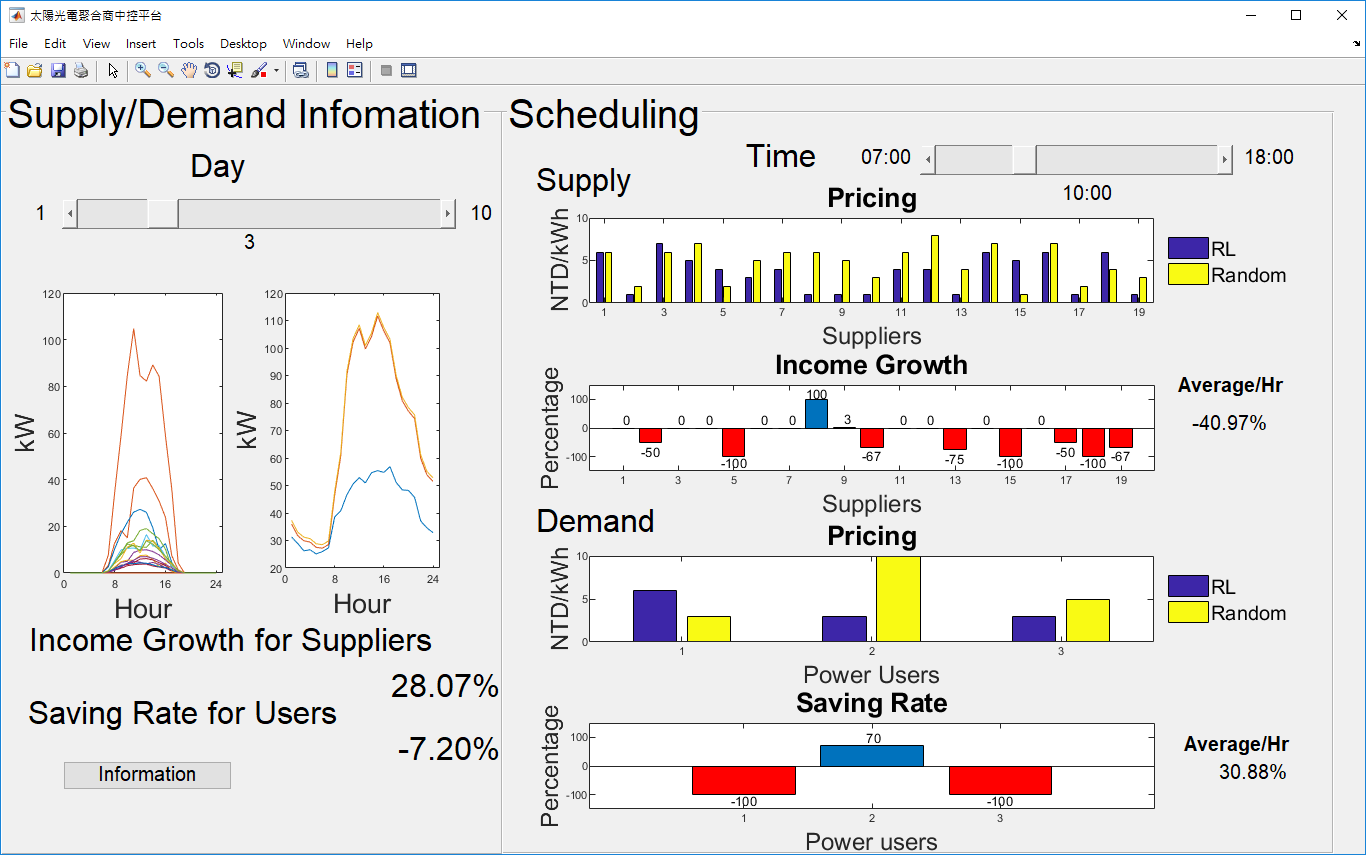 太陽光電聚合商中控平台
File Edit View Insert Tools Desktop Window Help
Supply/Demand Infomation
Day
1
10
3
120
100
80
60
40
20
0
kW
0 8 16 24
Hour
120
110
100
90
80
70
60
50
40
30
20
kW
0 8 16 24
Hour
Income Growth for Suppliers
28.07%
Saving Rate for Users
-7.20%
Information
Scheduling
Time
07:00
18:00
10:00
Supply
Pricing
NTD/kWh
10
5
0
1 3 5 7 9 11 13 15 17 19
Suppliers
RL
Random
Income Growth
Percentage
100
0
-100
0 -50 0 0 -100 0 0 100 3 -67 0 0 -75 0 -100 0 -50 -100 -67
1 3 5 7 9 11 13 15 17 19
Suppliers
Average/Hr
-40.97%
Demand
Pricing
NTD/kWh
10
5
0
1 2 3
Power Users
RL
Random
Saving Rate
Percentage
100
0
-100
-100 70 -100
1 2 3
Power users
Average/Hr
30.88%